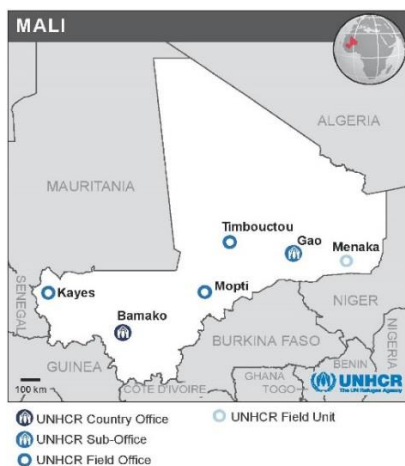 MALI
ALGERIA
MAURITANIA
Timbouctou
Gao
Menaka
Kayes
Mopti
SENEGAL
Bamako
NIGER
BURKINA FASO
NIGERIA
GUINEA
BENIN
GHANA
TOGO
CÔTE D'IVOIRE
100 km
UNHCR
The UN Refugee Agency
UNHCR Country Office
UNHCR Field Unit
UNHCR Sub-Office
UNHCR Field Office